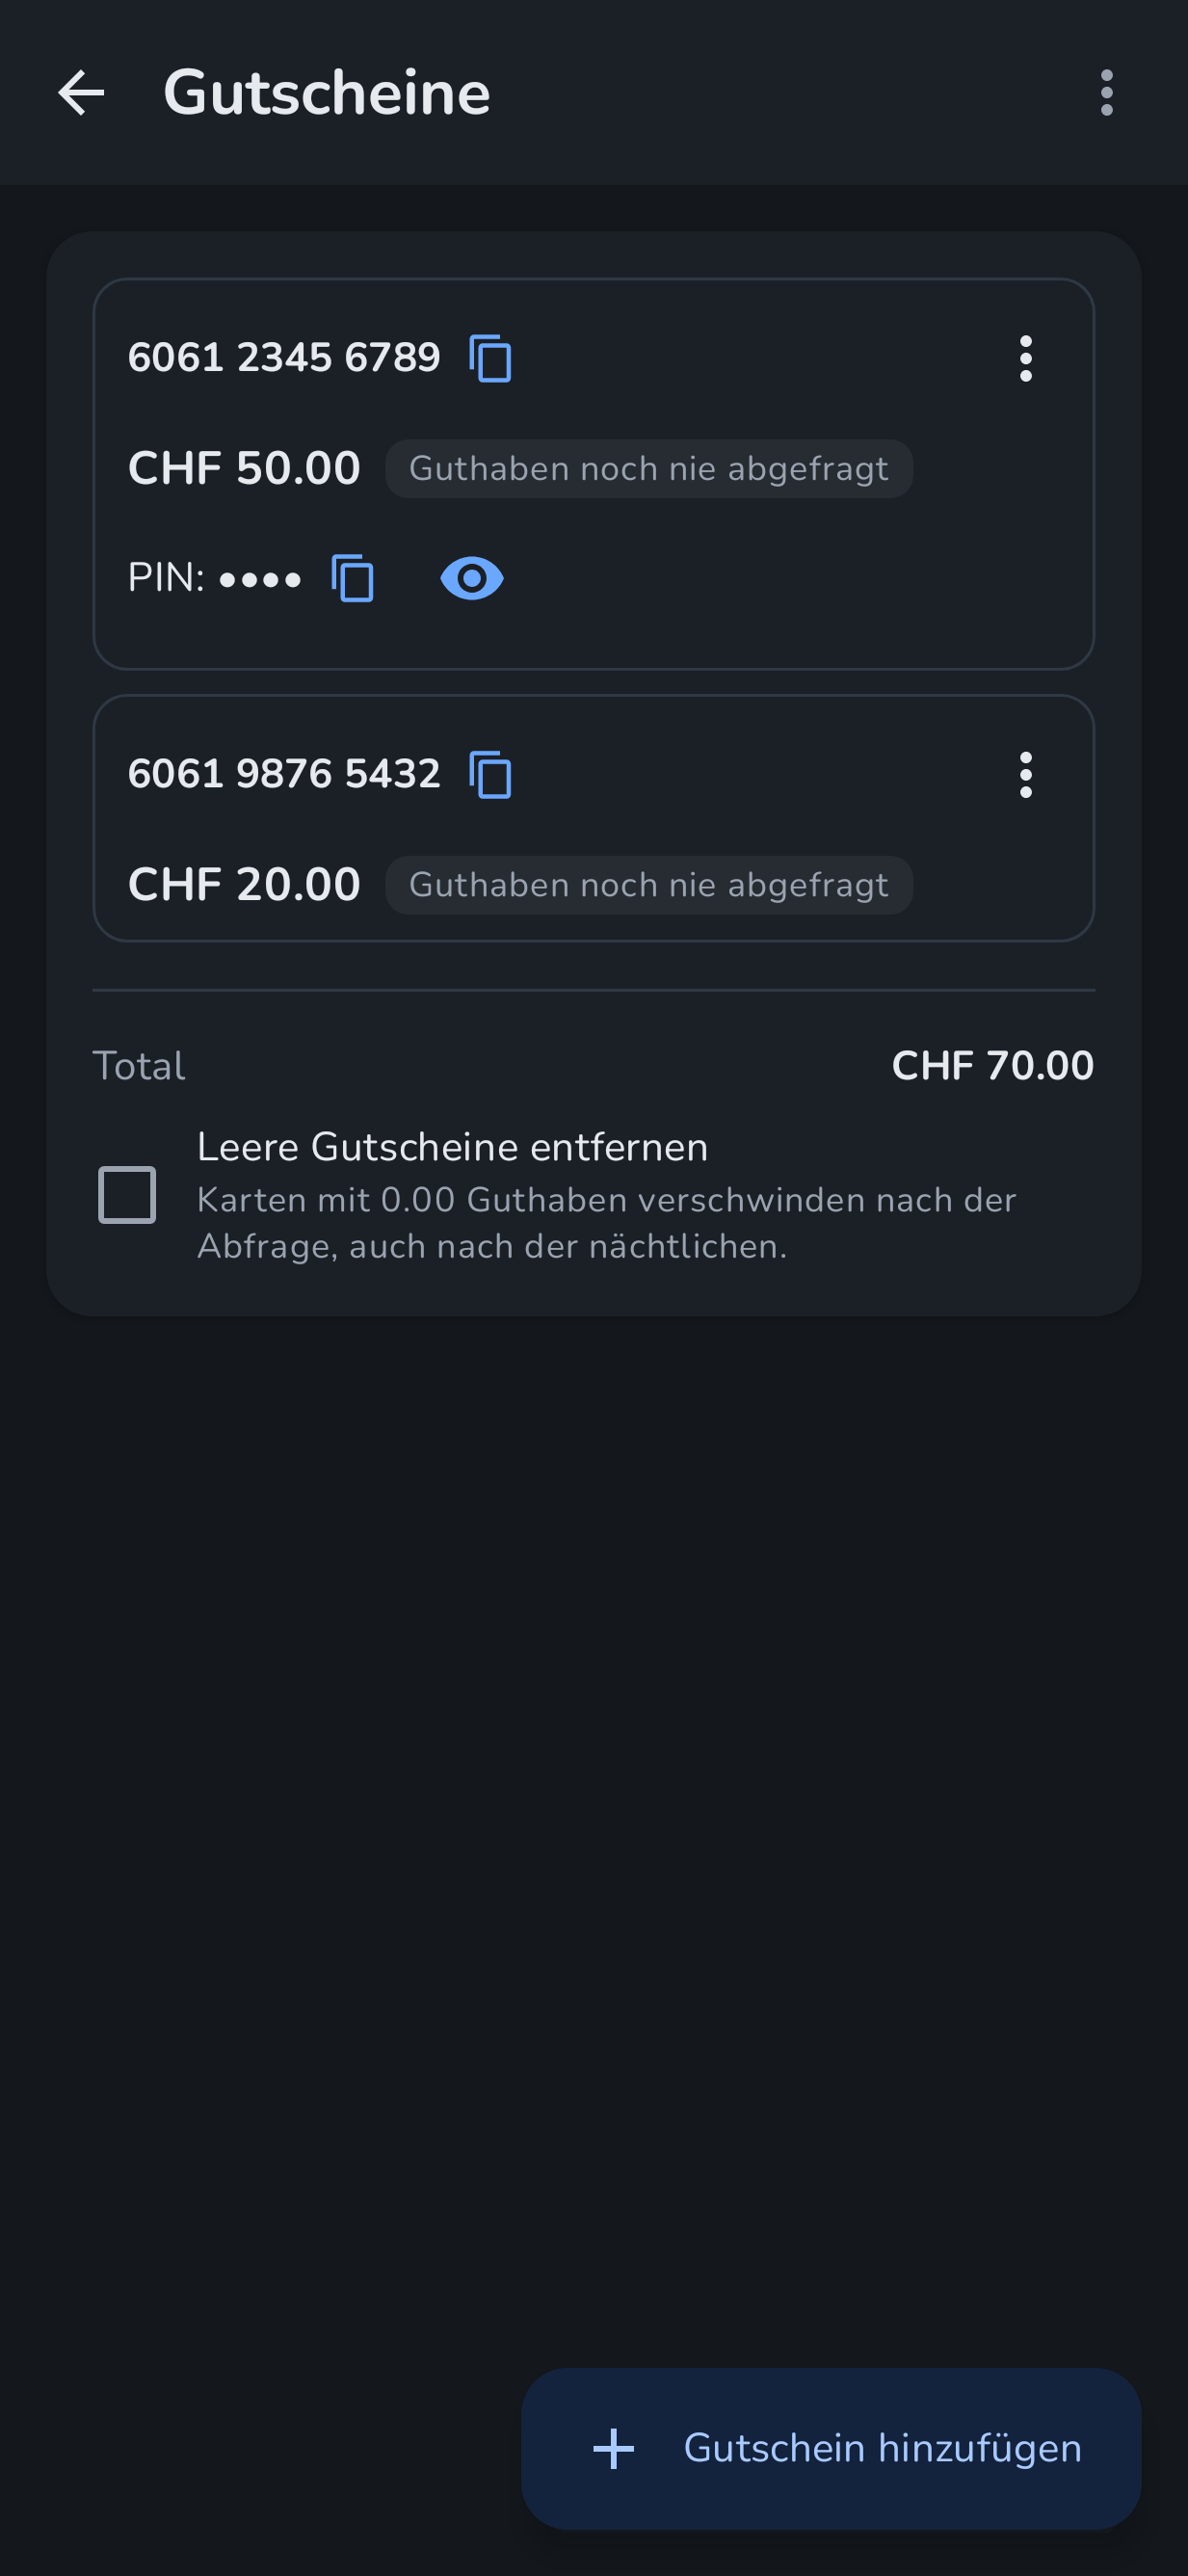 Gutscheine
6061 2345 6789
CHF 50.00 Guthaben noch nie abgefragt
PIN: ••••
6061 9876 5432
CHF 20.00 Guthaben noch nie abgefragt
Total CHF 70.00
Leere Gutscheine entfernen
Karten mit 0.00 Guthaben verschwinden nach der
Abfrage, auch nach der nächtlichen.
Gutschein hinzufügen